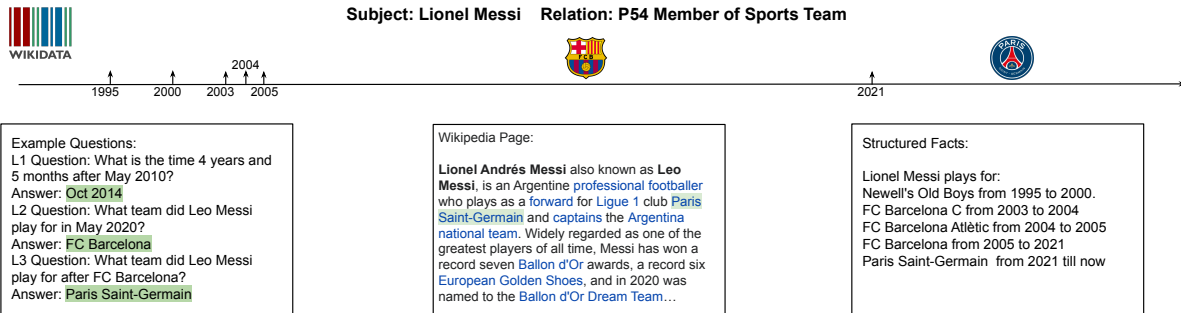 Subject: Lionel Messi Relation: P54 Member of Sports Team
WIKIDATA
FCB
PARIS
2004
1995 2000 2003 2005 2021
Example Questions:
L1 Question: What is the time 4 years and
5 months after May 2010?
Answer: Oct 2014
L2 Question: What team did Leo Messi
play for in May 2020?
Answer: FC Barcelona
L3 Question: What team did Leo Messi
play for after FC Barcelona?
Answer: Paris Saint-Germain
Wikipedia Page:
Lionel Andrés Messi also known as Leo
Messi, is an Argentine professional footballer
who plays as a forward for Ligue 1 club Paris
Saint-Germain and captains the Argentina
national team. Widely regarded as one of the
greatest players of all time, Messi has won a
record seven Ballon d'Or awards, a record six
European Golden Shoes, and in 2020 was
named to the Ballon d'Or Dream Team…
Structured Facts:
Lionel Messi plays for:
Newell's Old Boys from 1995 to 2000.
FC Barcelona C from 2003 to 2004
FC Barcelona Atlètic from 2004 to 2005
FC Barcelona from 2005 to 2021
Paris Saint-Germain from 2021 till now